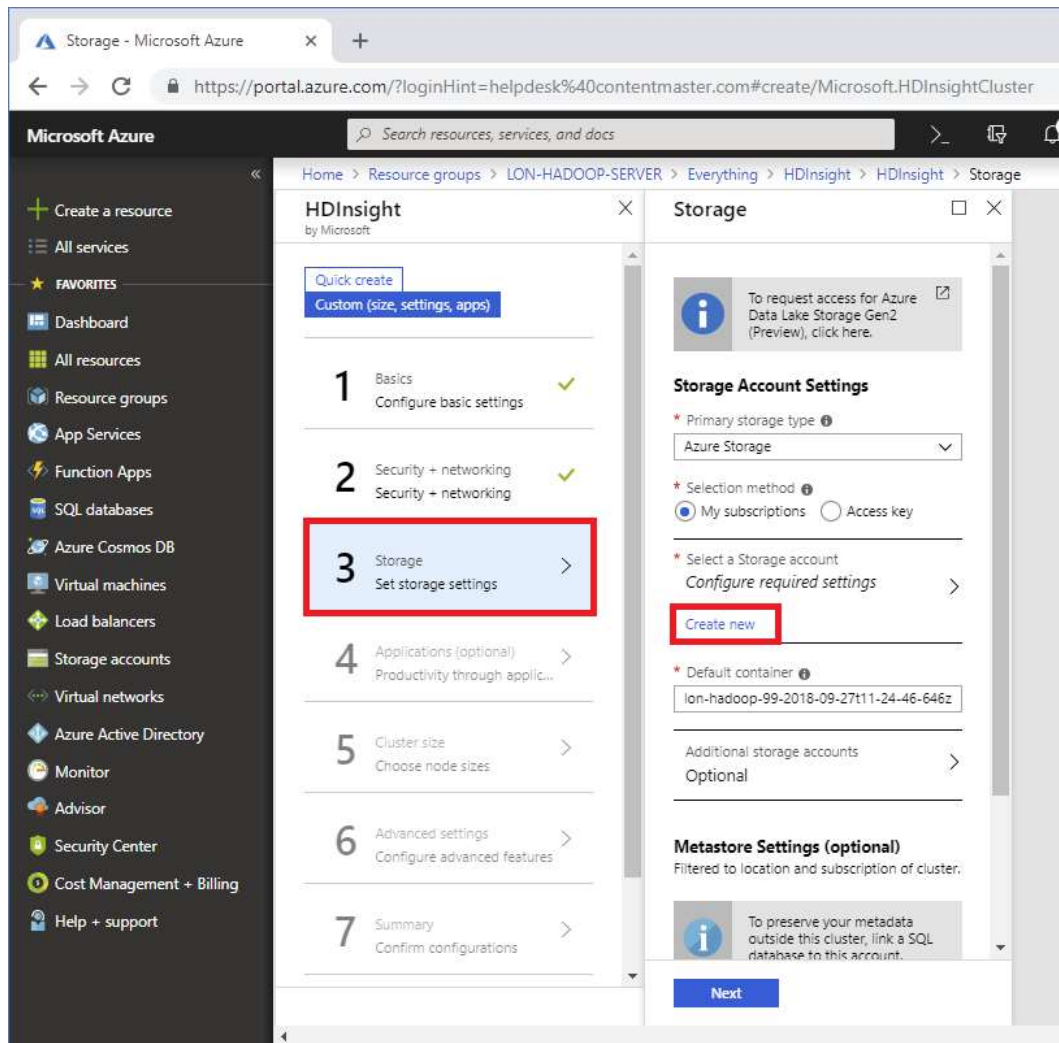 Storage - Microsoft Azure
https://portal.azure.com/?loginHint=helpdesk%40contentmaster.com#create/Microsoft.HDInsightCluster
Microsoft Azure
Search resources, services, and docs
Create a resource
All services
FAVORITES
Dashboard
All resources
Resource groups
App Services
Function Apps
SQL databases
Azure Cosmos DB
Virtual machines
Load balancers
Storage accounts
Virtual networks
Azure Active Directory
Monitor
Advisor
Security Center
Cost Management + Billing
Help + support
Home > Resource groups > LON-HADOOP-SERVER > Everything > HDInsight > HDInsight > Storage
HDInsight
by Microsoft
Quick create
Custom (size, settings, apps)
1
Basics
Configure basic settings
2
Security + networking
Security + networking
3
Storage
Set storage settings
4
Applications (optional)
Productivity through applic...
5
Cluster size
Choose node sizes
6
Advanced settings
Configure advanced features
7
Summary
Confirm configurations
Storage
To request access for Azure
Data Lake Storage Gen2
(Preview), click here.
Storage Account Settings
* Primary storage type
Azure Storage
* Selection method
My subscriptions
Access key
* Select a Storage account
Configure required settings
Create new
* Default container
lon-hadoop-99-2018-09-27t11-24-46-646z
Additional storage accounts
Optional
Metastore Settings (optional)
Filtered to location and subscription of cluster.
To preserve your metadata
outside this cluster, link a SQL
database to this account.
Next